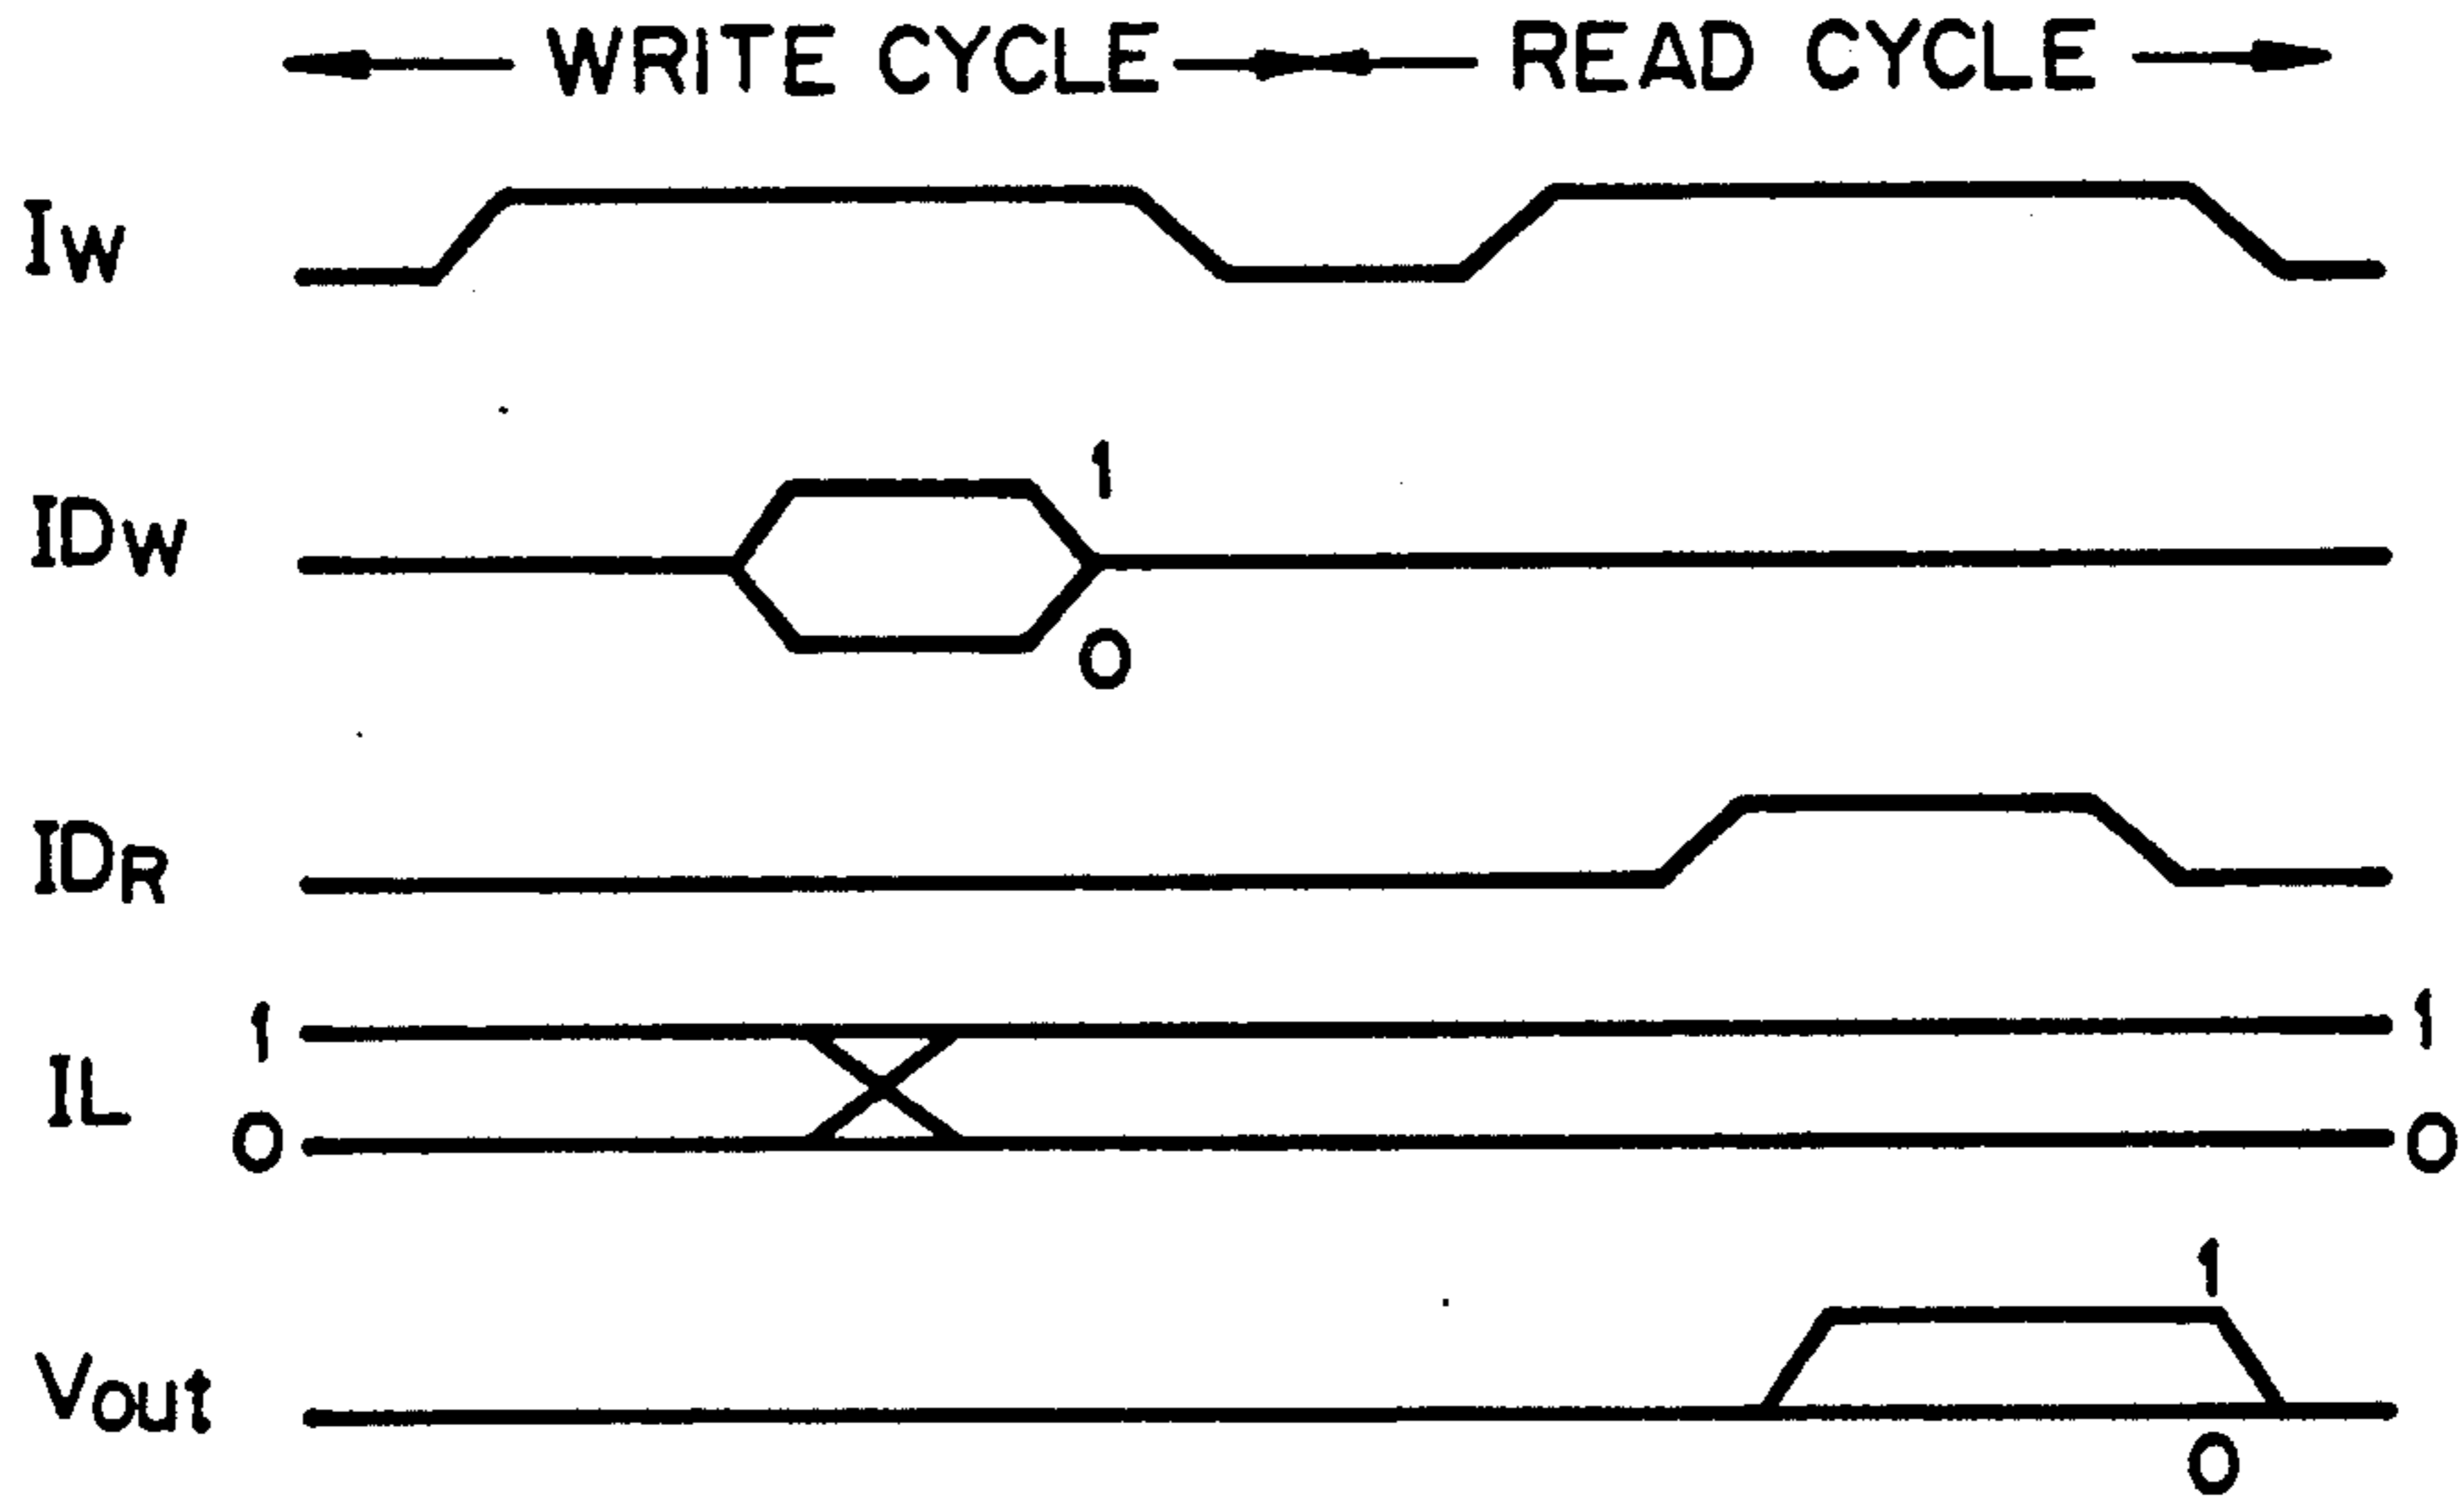 WRITE CYCLE READ CYCLE
Iw
1
IDw
0
IDR
1 1
IL
0 0
1
Vout
0